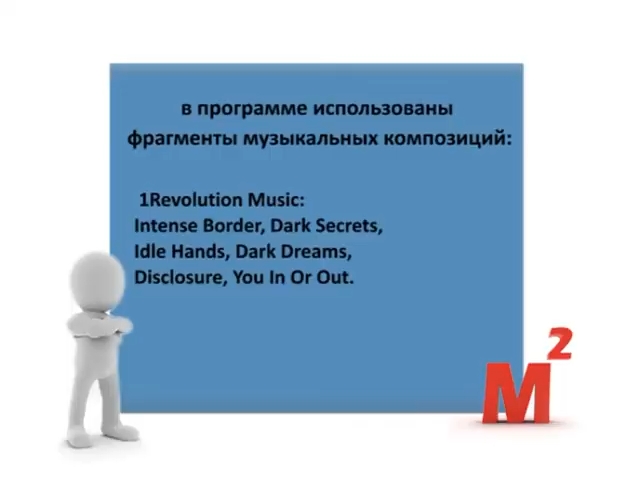 в программе использованы
фрагменты музыкальных композиций:
1Revolution Music:
Intense Border, Dark Secrets,
Idle Hands, Dark Dreams,
Disclosure, You In Or Out.
М²